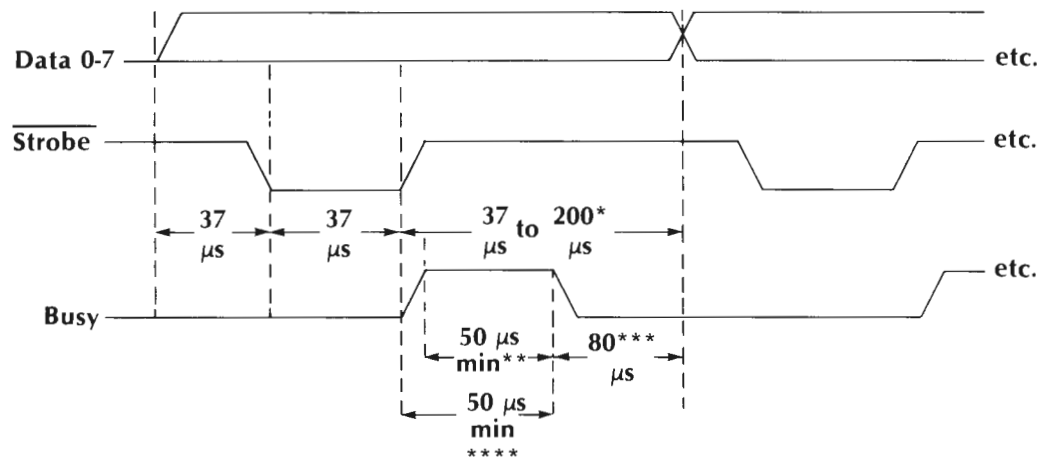 Data 0-7
etc.
Strobe
etc.
37 μs
37 μs
37 μs to 200* μs
Busy
etc.
50 μs
min**
80***
μs
50 μs
min
****